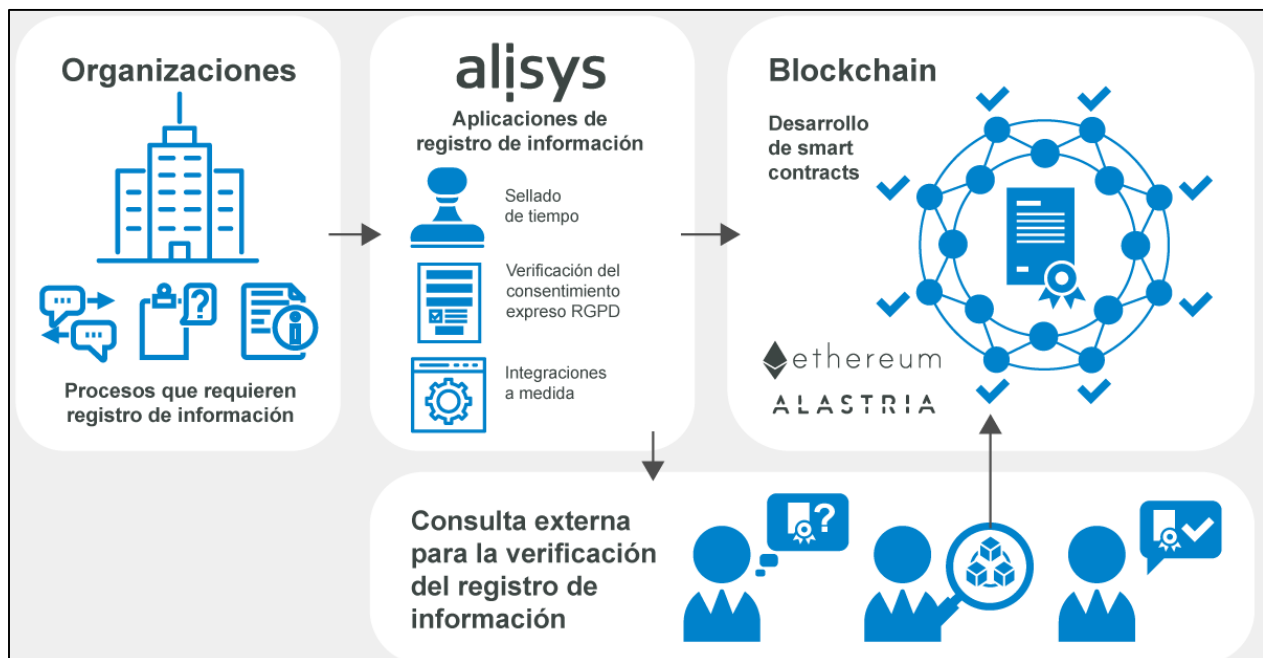 Organizaciones
Procesos que requieren
registro de información
alisys
Aplicaciones de
registro de información
Sellado
de tiempo
Verificación del
consentimiento
expreso RGPD
Integraciones
a medida
Blockchain
Desarrollo
de smart
contracts
ethereum
ALASTRIA
Consulta externa
para la verificación
del registro de
información